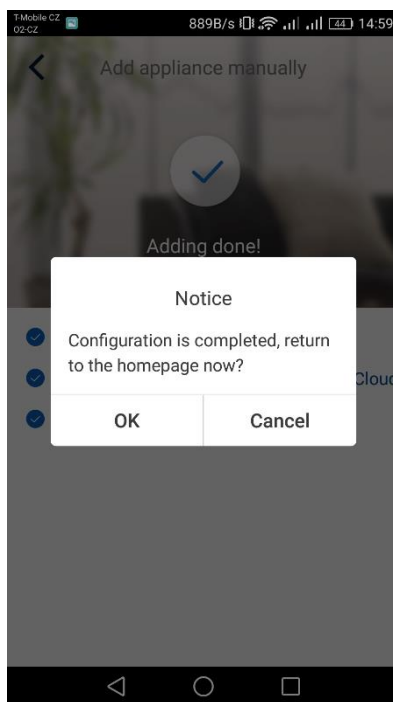 T-Mobile CZ
O2-CZ
889B/s 44 14:59
Add appliance manually
Adding done!
Notice
Configuration is completed, return
to the homepage now?
Cloud
OK Cancel